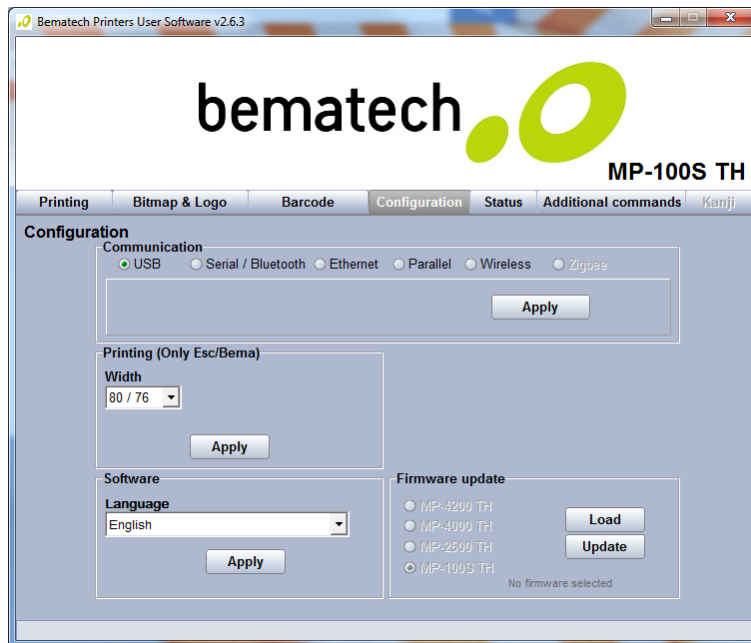 Bematech Printers User Software v2.6.3
bematech
MP-100S TH
Printing Bitmap & Logo Barcode Configuration Status Additional commands Kanji
Configuration
Communication
USB Serial / Bluetooth Ethernet Parallel Wireless Zigbee
Apply
Printing (Only Esc/Bema)
Width
80 / 76
Apply
Software
Language
English
Apply
Firmware update
MP-4200 TH
MP-4000 TH
MP-2500 TH
MP-100S TH
Load
Update
No firmware selected